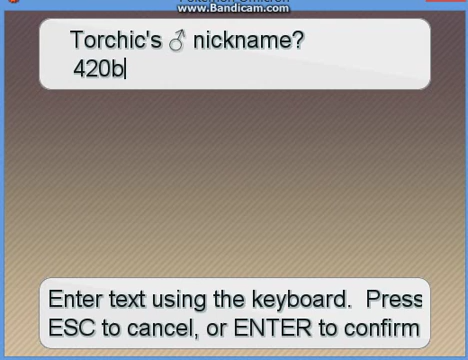 www.Bandicam.com
Torchic's ♂ nickname?
420b
Enter text using the keyboard. Press
ESC to cancel, or ENTER to confirm